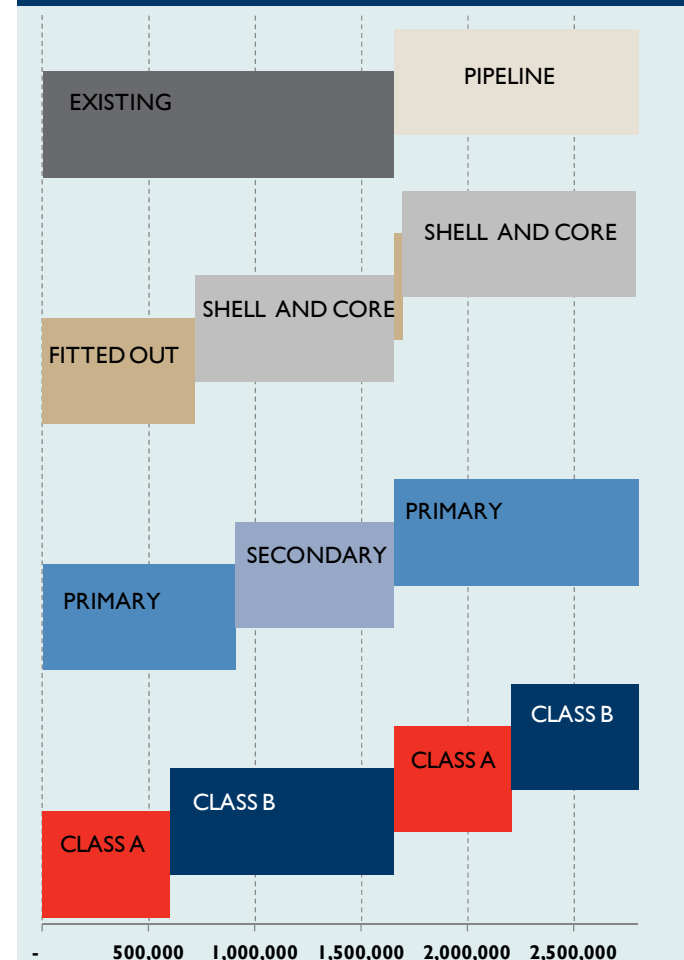 PIPELINE
EXISTING
SHELL AND CORE
SHELL AND CORE
FITTED OUT
PRIMARY
SECONDARY
PRIMARY
CLASS B
CLASS A
CLASS B
CLASS A
- 500,000 1,000,000 1,500,000 2,000,000 2,500,000